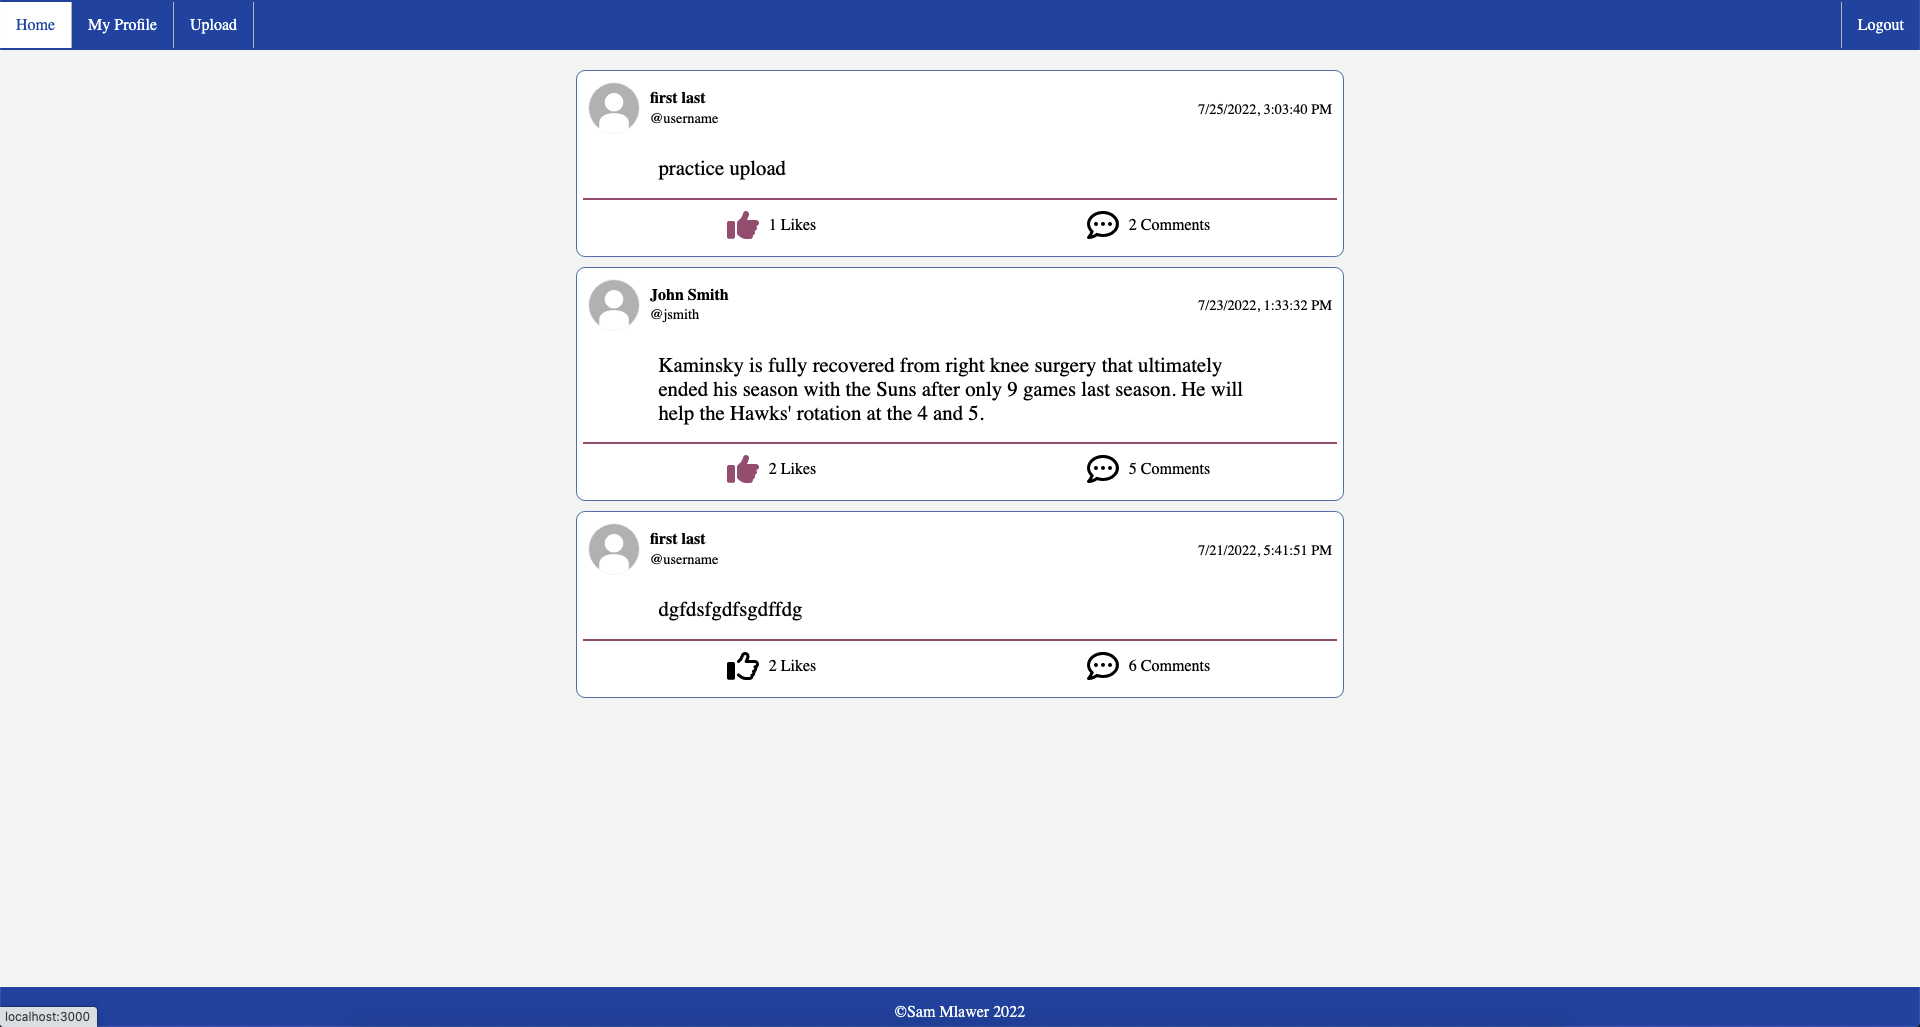 Home My Profile Upload Logout
first last
@username
7/25/2022, 3:03:40 PM
practice upload
1 Likes 2 Comments
John Smith
@jsmith
7/23/2022, 1:33:32 PM
Kaminsky is fully recovered from right knee surgery that ultimately
ended his season with the Suns after only 9 games last season. He will
help the Hawks' rotation at the 4 and 5.
2 Likes 5 Comments
first last
@username
7/21/2022, 5:41:51 PM
dgfdsfgdfsgdffdg
2 Likes 6 Comments
©Sam Mlawer 2022
localhost:3000